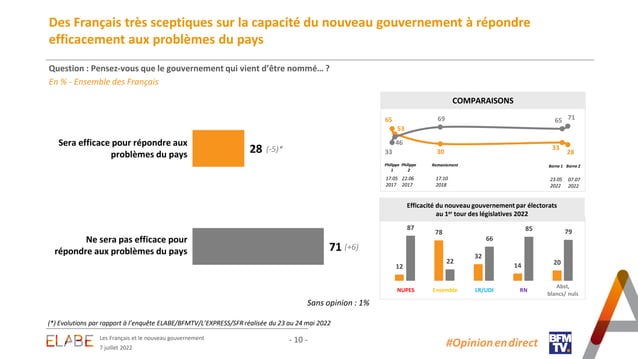 Des Français très sceptiques sur la capacité du nouveau gouvernement à répondre
efficacement aux problèmes du pays
Question : Pensez-vous que le gouvernement qui vient d'être nommé… ?
En % - Ensemble des Français
Sera efficace pour répondre aux
problèmes du pays
28 (-5)*
Ne sera pas efficace pour
répondre aux problèmes du pays
71 (+6)
Sans opinion : 1%
COMPARAISONS
65 53 69 65 71
33 46 30 33 28
Philippe Philippe Remaniement Borne 1 Borne 2
1 2
17.05 22.06 17.10 23.05 07.07
2017 2017 2018 2022 2022
Efficacité du nouveau gouvernement par électorats
au 1er tour des législatives 2022
12 87 78 22 32 66 14 85 20 79
NUPES Ensemble LR/UDI RN Abst,
blancs/ nuls
(*) Evolutions par rapport à l'enquête ELABE/BFMTV/L'EXPRESS/SFR réalisée du 23 au 24 mai 2022
ELABE
Les Français et le nouveau gouvernement
7 juillet 2022
- 10 -
#Opinion en direct
BFM
TV.